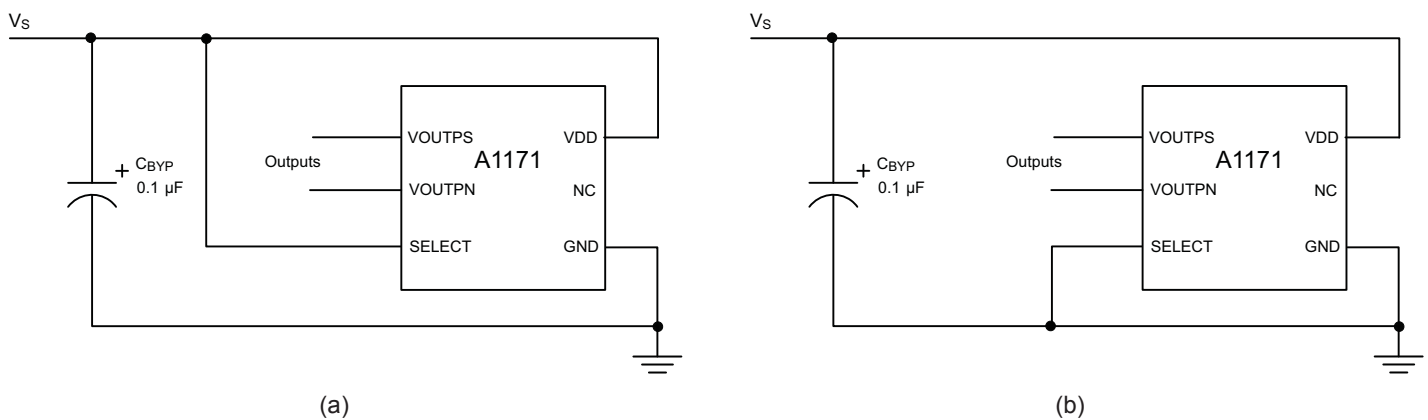 VS
CBYP
0.1 µF
Outputs
VOUTPS
VOUTPN
SELECT
A1171
VDD
NC
GND
+
(a)
VS
CBYP
0.1 µF
Outputs
VOUTPS
VOUTPN
SELECT
A1171
VDD
NC
GND
+
(b)